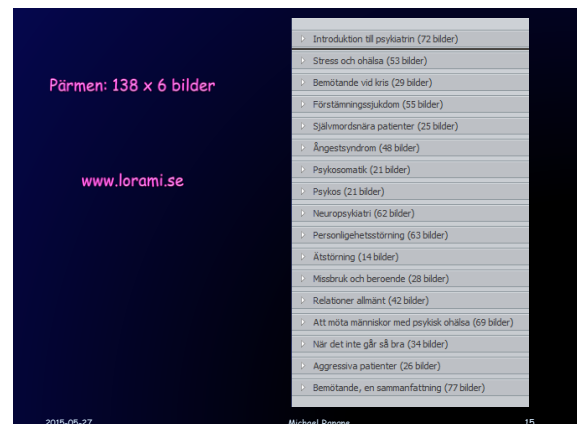 Pärmen: 138 x 6 bilder
www.lorami.se
Introduktion till psykiatrin (72 bilder)
Stress och ohälsa (53 bilder)
Bemötande vid kris (29 bilder)
Förstämningssjukdom (55 bilder)
Självmordsnära patienter (25 bilder)
Ångestsyndrom (48 bilder)
Psykosomatik (21 bilder)
Psykos (21 bilder)
Neuropsykiatri (62 bilder)
Personligehetsstörning (63 bilder)
Ätstörning (14 bilder)
Missbruk och beroende (28 bilder)
Relationer allmänt (42 bilder)
Att möta människor med psykisk ohälsa (69 bilder)
När det inte går så bra (34 bilder)
Aggressiva patienter (26 bilder)
Bemötande, en sammanfattning (77 bilder)
2015-05-27
Michael
15